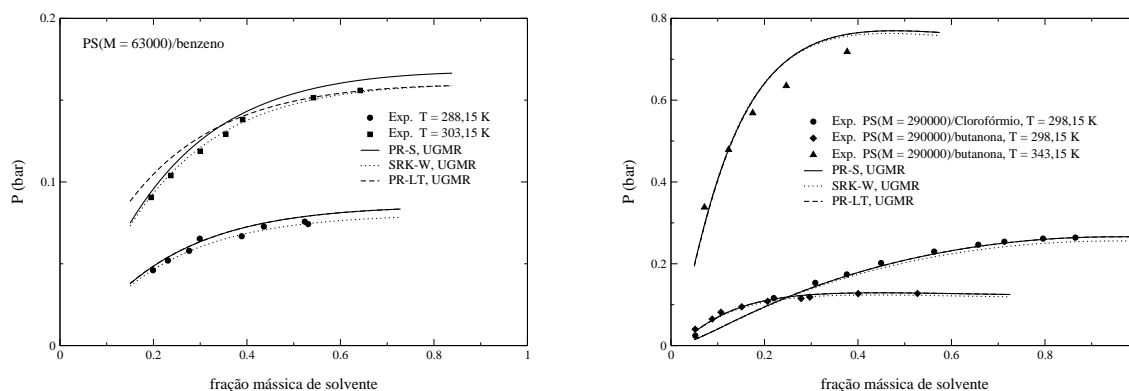 0.2
PS(M = 63000)/benzeno
0.1
0
P (bar)
Exp. T = 288,15 K
Exp. T = 303,15 K
PR-S, UGMR
SRK-W, UGMR
PR-LT, UGMR
0 0.2 0.4 0.6 0.8 1
fração mássica de solvente
0.8
0.6
0.4
0.2
0
P (bar)
Exp. PS(M = 290000)/Clorofórmio, T = 298,15 K
Exp. PS(M = 290000)/butanona, T = 298,15 K
Exp. PS(M = 290000)/butanona, T = 343,15 K
PR-S, UGMR
SRK-W, UGMR
PR-LT, UGMR
0 0.2 0.4 0.6 0.8
fração mássica de solvente